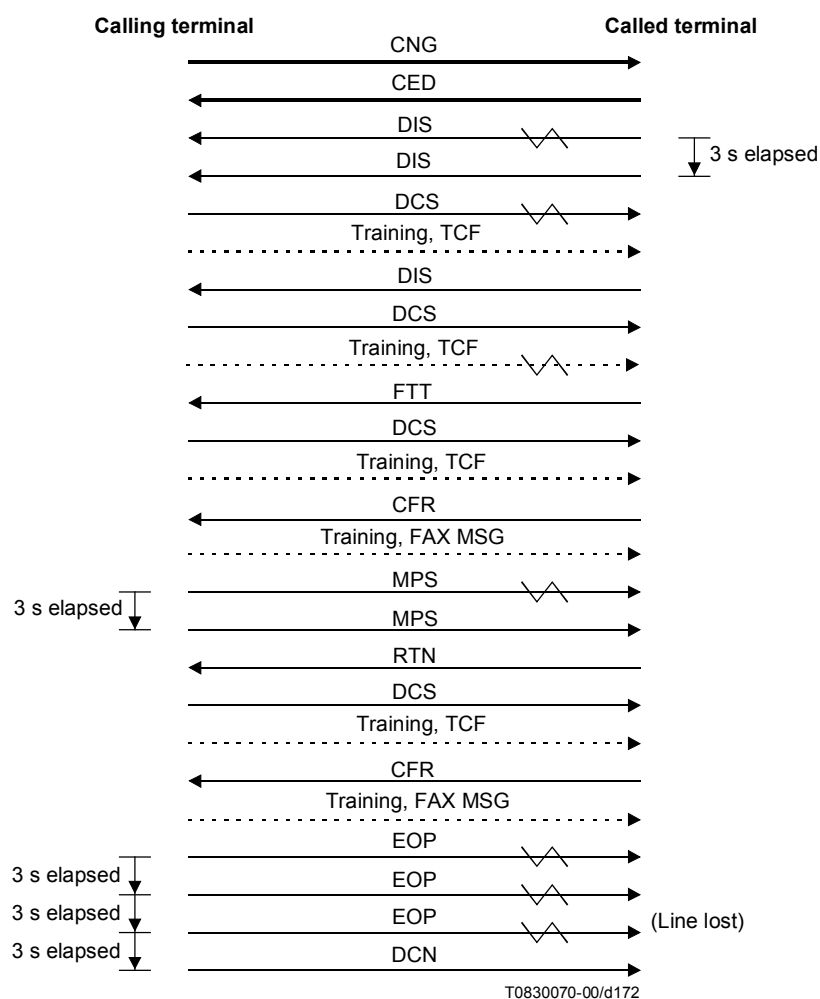 Calling terminal Called terminal
CNG
CED
DIS
3 s elapsed
DIS
DCS
Training, TCF
DIS
DCS
Training, TCF
FTT
DCS
Training, TCF
CFR
Training, FAX MSG
MPS
3 s elapsed
MPS
RTN
DCS
Training, TCF
CFR
Training, FAX MSG
EOP
3 s elapsed
EOP
3 s elapsed
EOP
(Line lost)
3 s elapsed
DCN
T0830070-00/d172